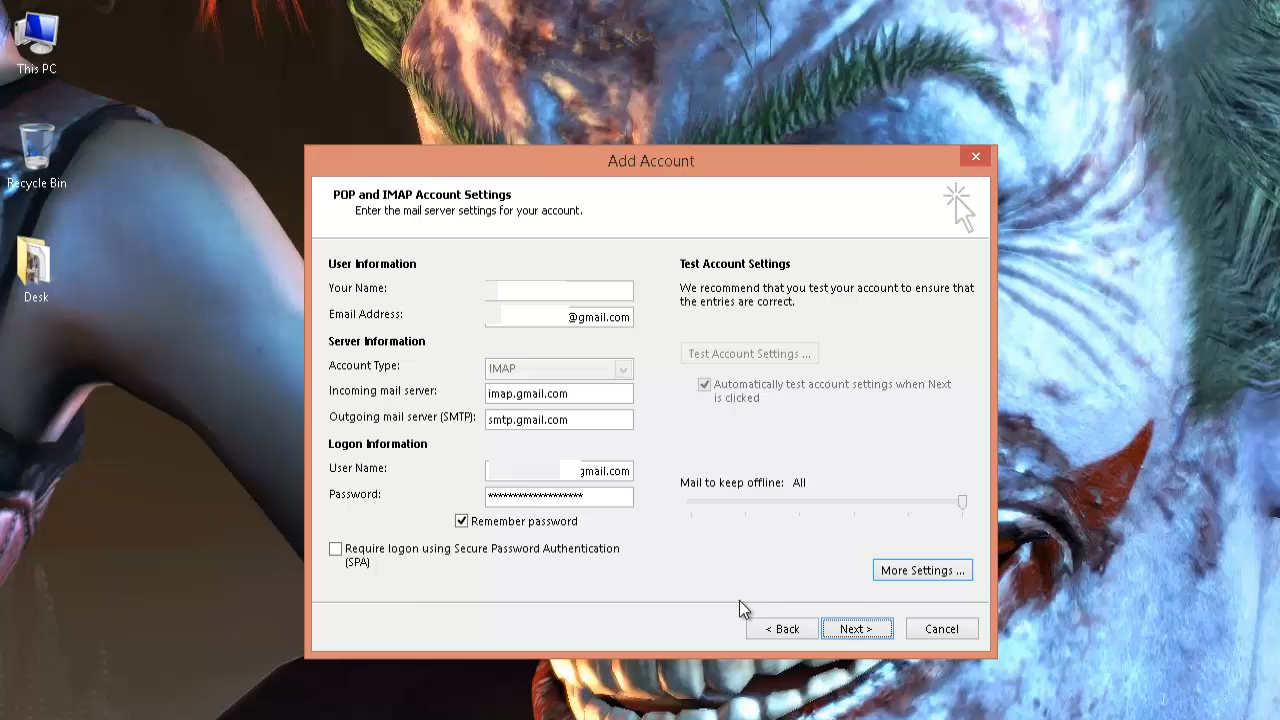 This PC
Recycle Bin
Desk
Add Account
POP and IMAP Account Settings
Enter the mail server settings for your account.
User Information
Your Name:
Email Address:
@gmail.com
Server Information
Account Type:
IMAP
Incoming mail server:
imap.gmail.com
Outgoing mail server (SMTP):
smtp.gmail.com
Logon Information
User Name:
gmail.com
Password:
*******************
Remember password
Require logon using Secure Password Authentication
(SPA)
Test Account Settings
We recommend that you test your account to ensure that
the entries are correct.
Test Account Settings ...
Automatically test account settings when Next
is clicked
Mail to keep offline: All
More Settings ...
< Back
Next >
Cancel